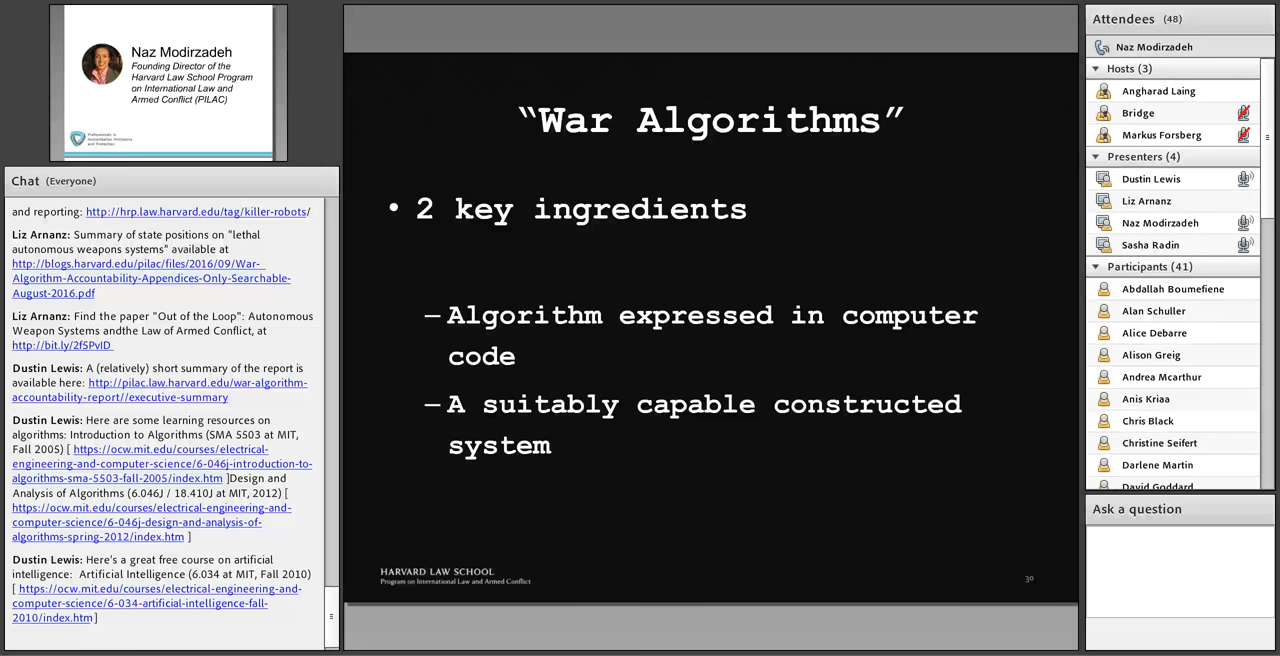 Naz Modirzadeh
Founding Director of the
Harvard Law School Program
on International Law and
Armed Conflict (PILAC)
Professionals in
Humanitarian Assistance
and Protection
Chat (Everyone)
and reporting: http://hrp.law.harvard.edu/tag/killer-robots/
Liz Arnanz: Summary of state positions on "lethal
autonomous weapons systems" available at
http://blogs.harvard.edu/pilac/files/2016/09/War-
Algorithm-Accountability-Appendices-Only-Searchable-
August-2016.pdf
Liz Arnanz: Find the paper "Out of the Loop": Autonomous
Weapon Systems andthe Law of Armed Conflict, at
http://bit.ly/2fSPvID
Dustin Lewis: A (relatively) short summary of the report is
available here: http://pilac.law.harvard.edu/war-algorithm-
accountability-report//executive-summary
Dustin Lewis: Here are some learning resources on
algorithms: Introduction to Algorithms (SMA 5503 at MIT,
Fall 2005) [ https://ocw.mit.edu/courses/electrical-
engineering-and-computer-science/6-046j-introduction-to-
algorithms-sma-5503-fall-2005/index.htm ]Design and
Analysis of Algorithms (6.046J / 18.410J at MIT, 2012) [
https://ocw.mit.edu/courses/electrical-engineering-and-
computer-science/6-046j-design-and-analysis-of-
algorithms-spring-2012/index.htm ]
Dustin Lewis: Here's a great free course on artificial
intelligence: Artificial Intelligence (6.034 at MIT, Fall 2010)
[ https://ocw.mit.edu/courses/electrical-engineering-and-
computer-science/6-034-artificial-intelligence-fall-
2010/index.htm ]
“War Algorithms”
• 2 key ingredients
– Algorithm expressed in computer
code
– A suitably capable constructed
system
HARVARD LAW SCHOOL
Program on International Law and Armed Conflict
30
Attendees (48)
Naz Modirzadeh
Hosts (3)
Angharad Laing
Bridge
Markus Forsberg
Presenters (4)
Dustin Lewis
Liz Arnanz
Naz Modirzadeh
Sasha Radin
Participants (41)
Abdallah Boumefiene
Alan Schuller
Alice Debarre
Alison Greig
Andrea Mcarthur
Anis Kriaa
Chris Black
Christine Seifert
Darlene Martin
David Goddard
Ask a question